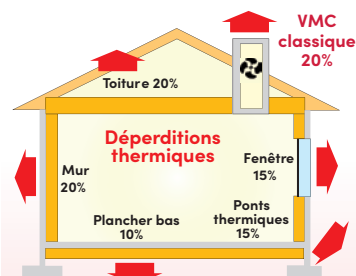 VMC
classique
20%
Toiture 20%
Déperditions
thermiques
Mur
20%
Fenêtre
15%
Plancher bas
10%
Ponts
thermiques
15%